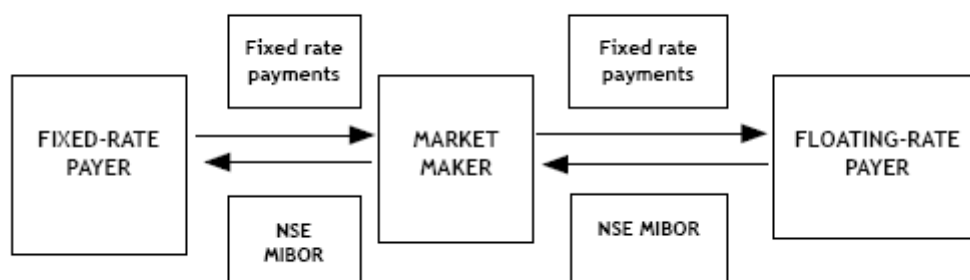 Fixed rate
payments
Fixed rate
payments
FIXED-RATE
PAYER
MARKET
MAKER
FLOATING-RATE
PAYER
NSE
MIBOR
NSE MIBOR